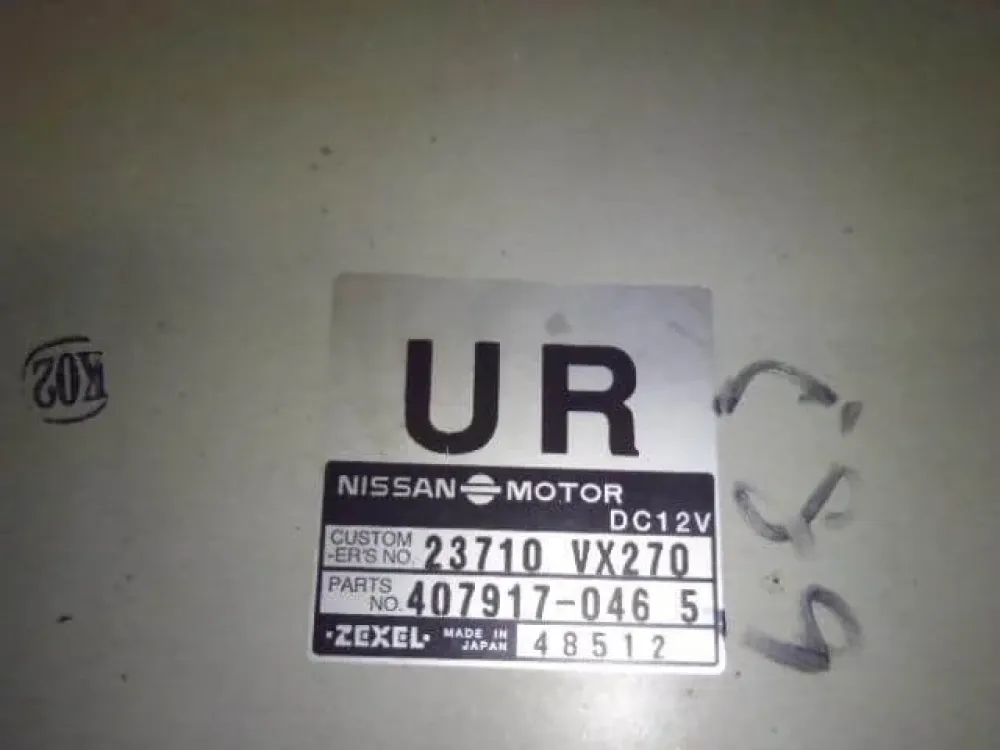 UR
NISSAN MOTOR
DC12V
CUSTOM
-ER'S NO. 23710 VX270
PARTS
NO. 407917-046 5
·ZEXEL· MADE IN
JAPAN 48512
K02